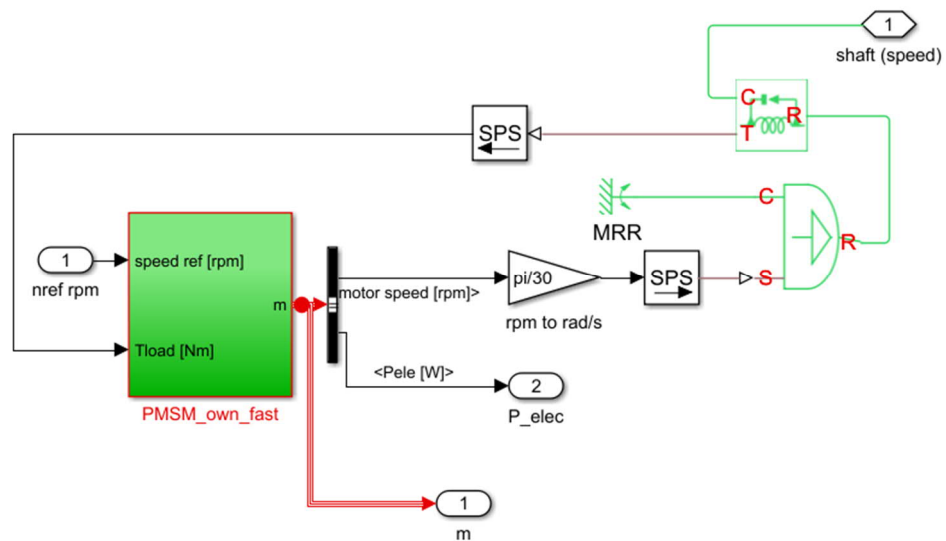 1
shaft (speed)
C
R
T
SPS
MRR
C
R
S
1
nref rpm
speed ref [rpm]
m
Tload [Nm]
PMSM_own_fast
motor speed [rpm]>
pi/30
rpm to rad/s
SPS
<Pele [W]>
2
P_elec
1
m